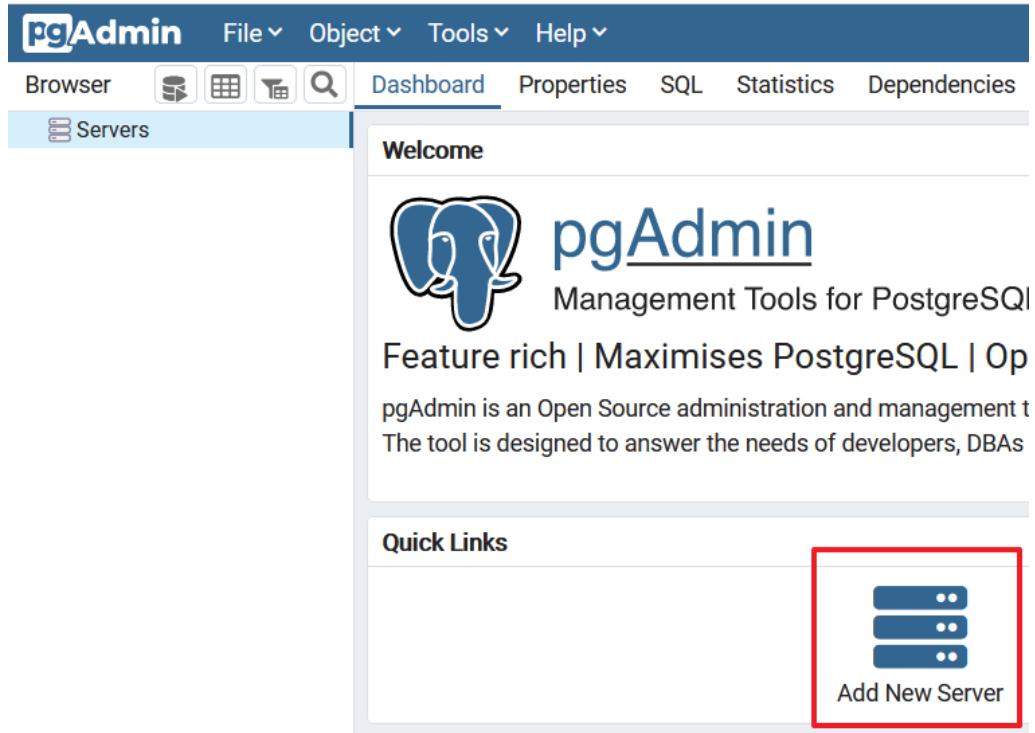 pgAdmin File Object Tools Help
Browser Dashboard Properties SQL Statistics Dependencies
Servers
Welcome
pgAdmin
Management Tools for
Feature rich | Maximises PostgreSQL |
pgAdmin is an Open Source administration and management
The tool is designed to answer the needs of developers, DBAs
Quick Links
Add New Server